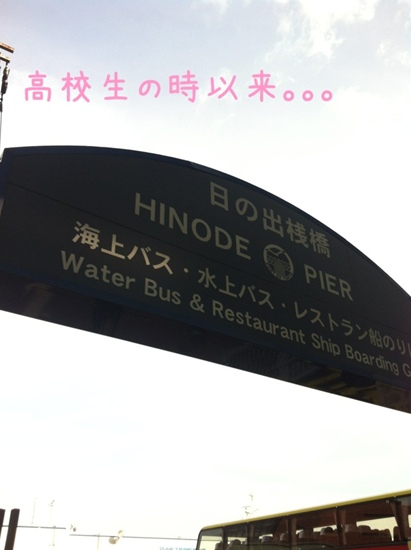 高校生の時以来。。。
日の出桟橋
HINODE PIER
海上バス・水上バス・レストラン船のり
Water Bus & Restaurant Ship Boarding G